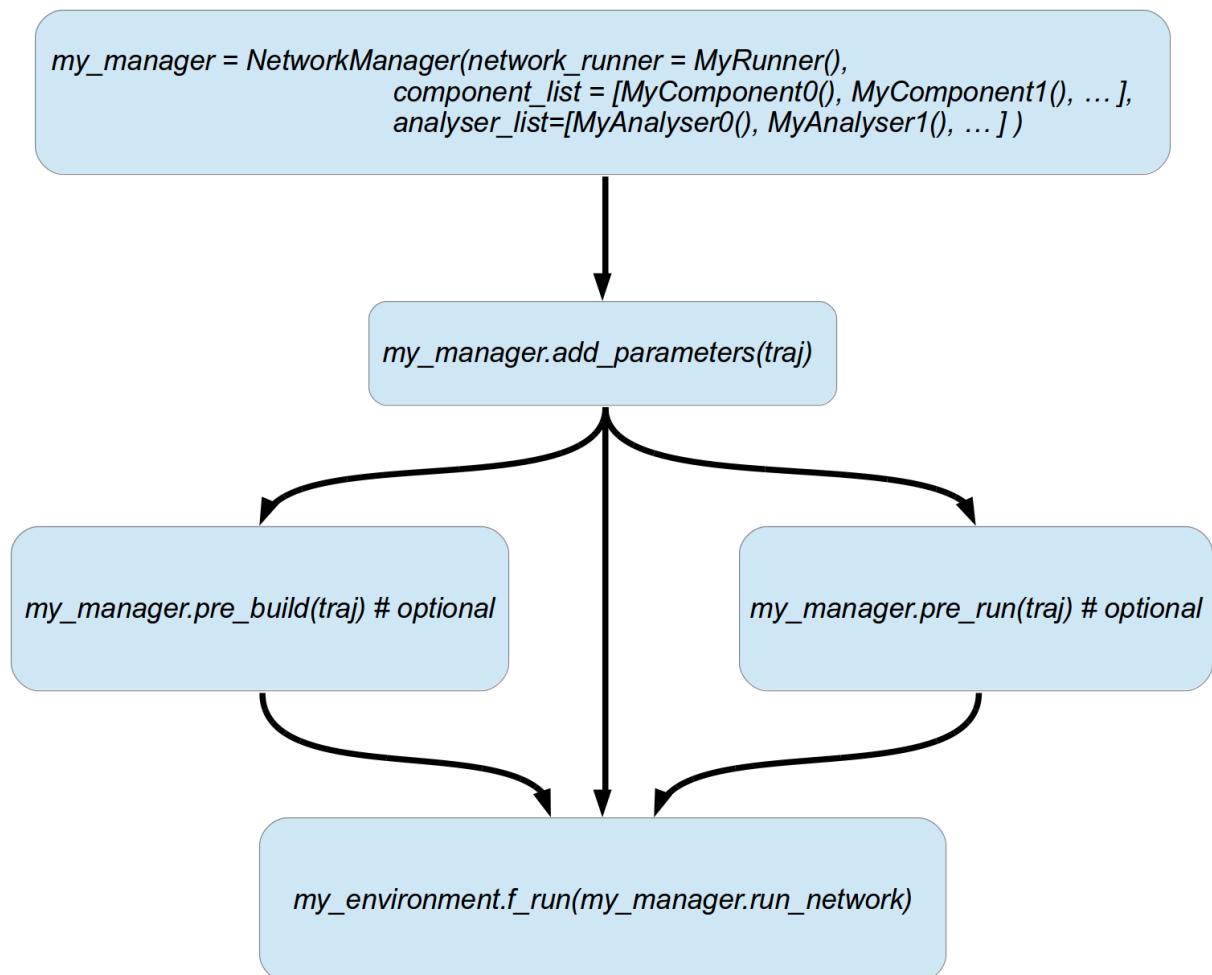 my_manager = NetworkManager(network_runner = MyRunner(),
component_list = [MyComponent0(), MyComponent1(), … ],
analyser_list=[MyAnalyser0(), MyAnalyser1(), … ] )
my_manager.add_parameters(traj)
my_manager.pre_build(traj) # optional
my_manager.pre_run(traj) # optional
my_environment.f_run(my_manager.run_network)